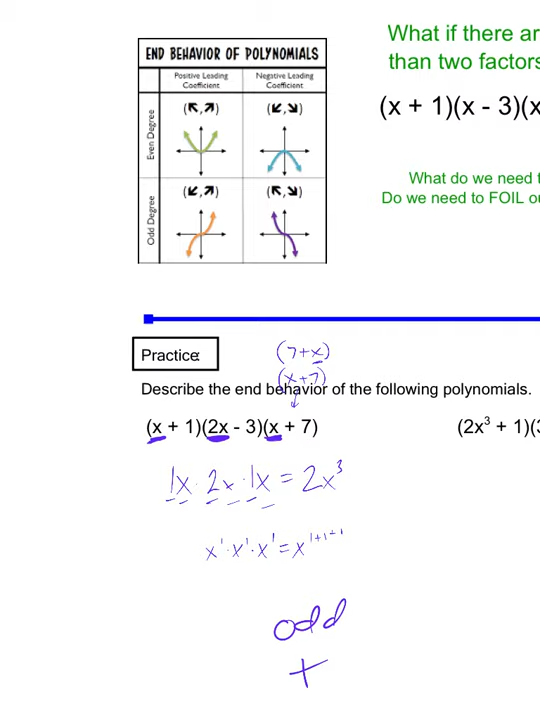 What if there ar
than two factors
(x + 1)(x - 3)(x
What do we need t
Do we need to FOIL ou
END BEHAVIOR OF POLYNOMIALS
Positive Leading Coefficient
Negative Leading Coefficient
Even Degree
(↖,↗)
(↙,↘)
Odd Degree
(↙,↗)
(↖,↘)
Practice:
(7+x)
(x+7)
Describe the end behavior of the following polynomials.
(x + 1)(2x - 3)(x + 7)
(2x³ + 1)(3
1x · 2x · 1x = 2x³
x¹ · x¹ · x¹ = x¹⁺¹⁺¹
odd
+